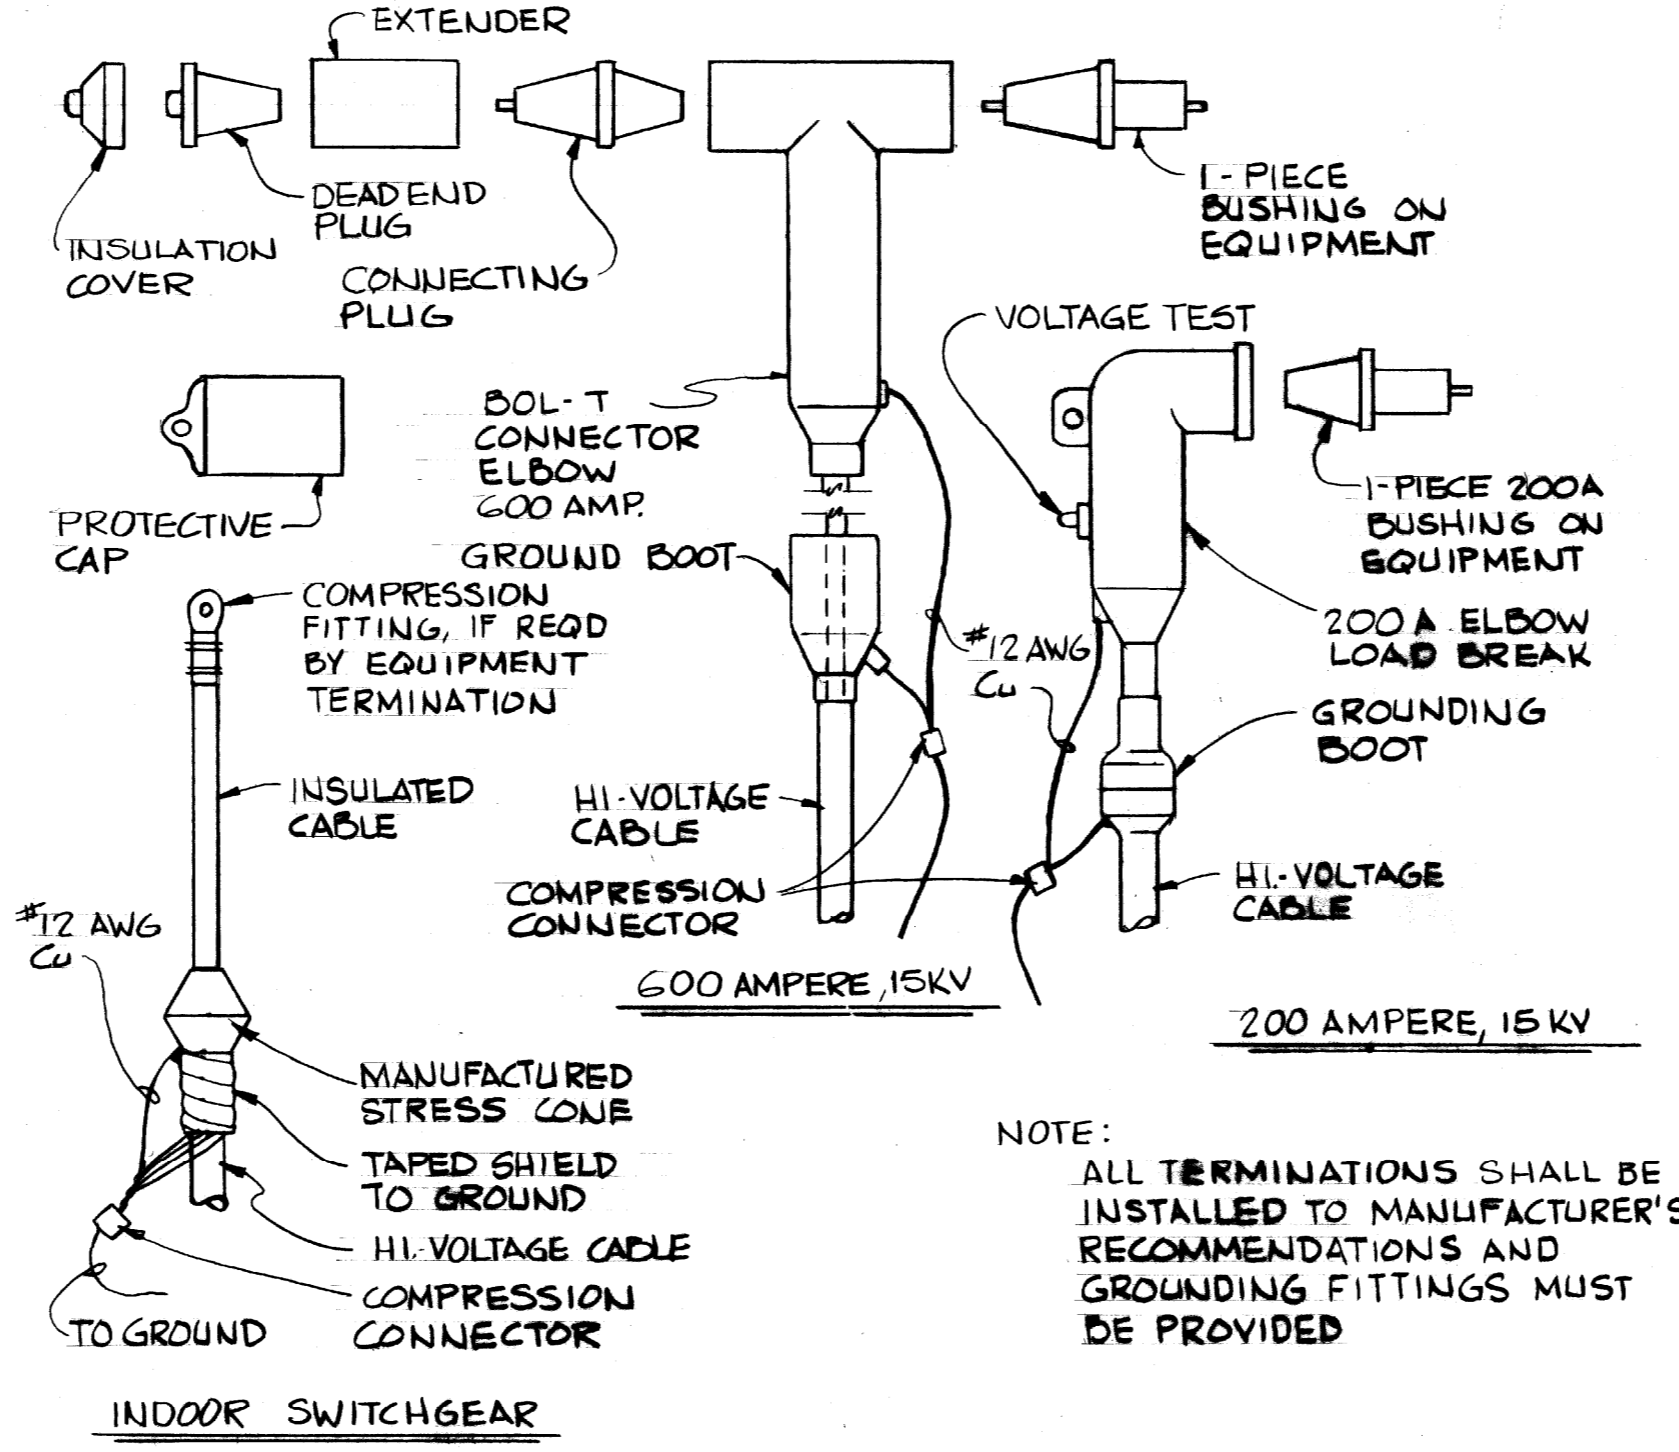 EXTENDER
DEAD END
PLUG
INSULATION
COVER
CONNECTING
PLUG
1-PIECE
BUSHING ON
EQUIPMENT
VOLTAGE TEST
BOL-T
CONNECTOR
ELBOW
600 AMP.
1-PIECE 200A
BUSHING ON
EQUIPMENT
PROTECTIVE
CAP
GROUND BOOT
COMPRESSION
FITTING, IF REQD
BY EQUIPMENT
TERMINATION
#12 AWG
Cu
200 A ELBOW
LOAD BREAK
GROUNDING
BOOT
INSULATED
CABLE
HI-VOLTAGE
CABLE
COMPRESSION
CONNECTOR
HI.-VOLTAGE
CABLE
#12 AWG
Cu
600 AMPERE, 15KV
200 AMPERE, 15 KV
MANUFACTURED
STRESS CONE
TAPED SHIELD
TO GROUND
HI.-VOLTAGE CABLE
COMPRESSION
CONNECTOR
TO GROUND
INDOOR SWITCHGEAR
NOTE:
ALL TERMINATIONS SHALL BE
INSTALLED TO MANUFACTURER'S
RECOMMENDATIONS AND
GROUNDING FITTINGS MUST
BE PROVIDED